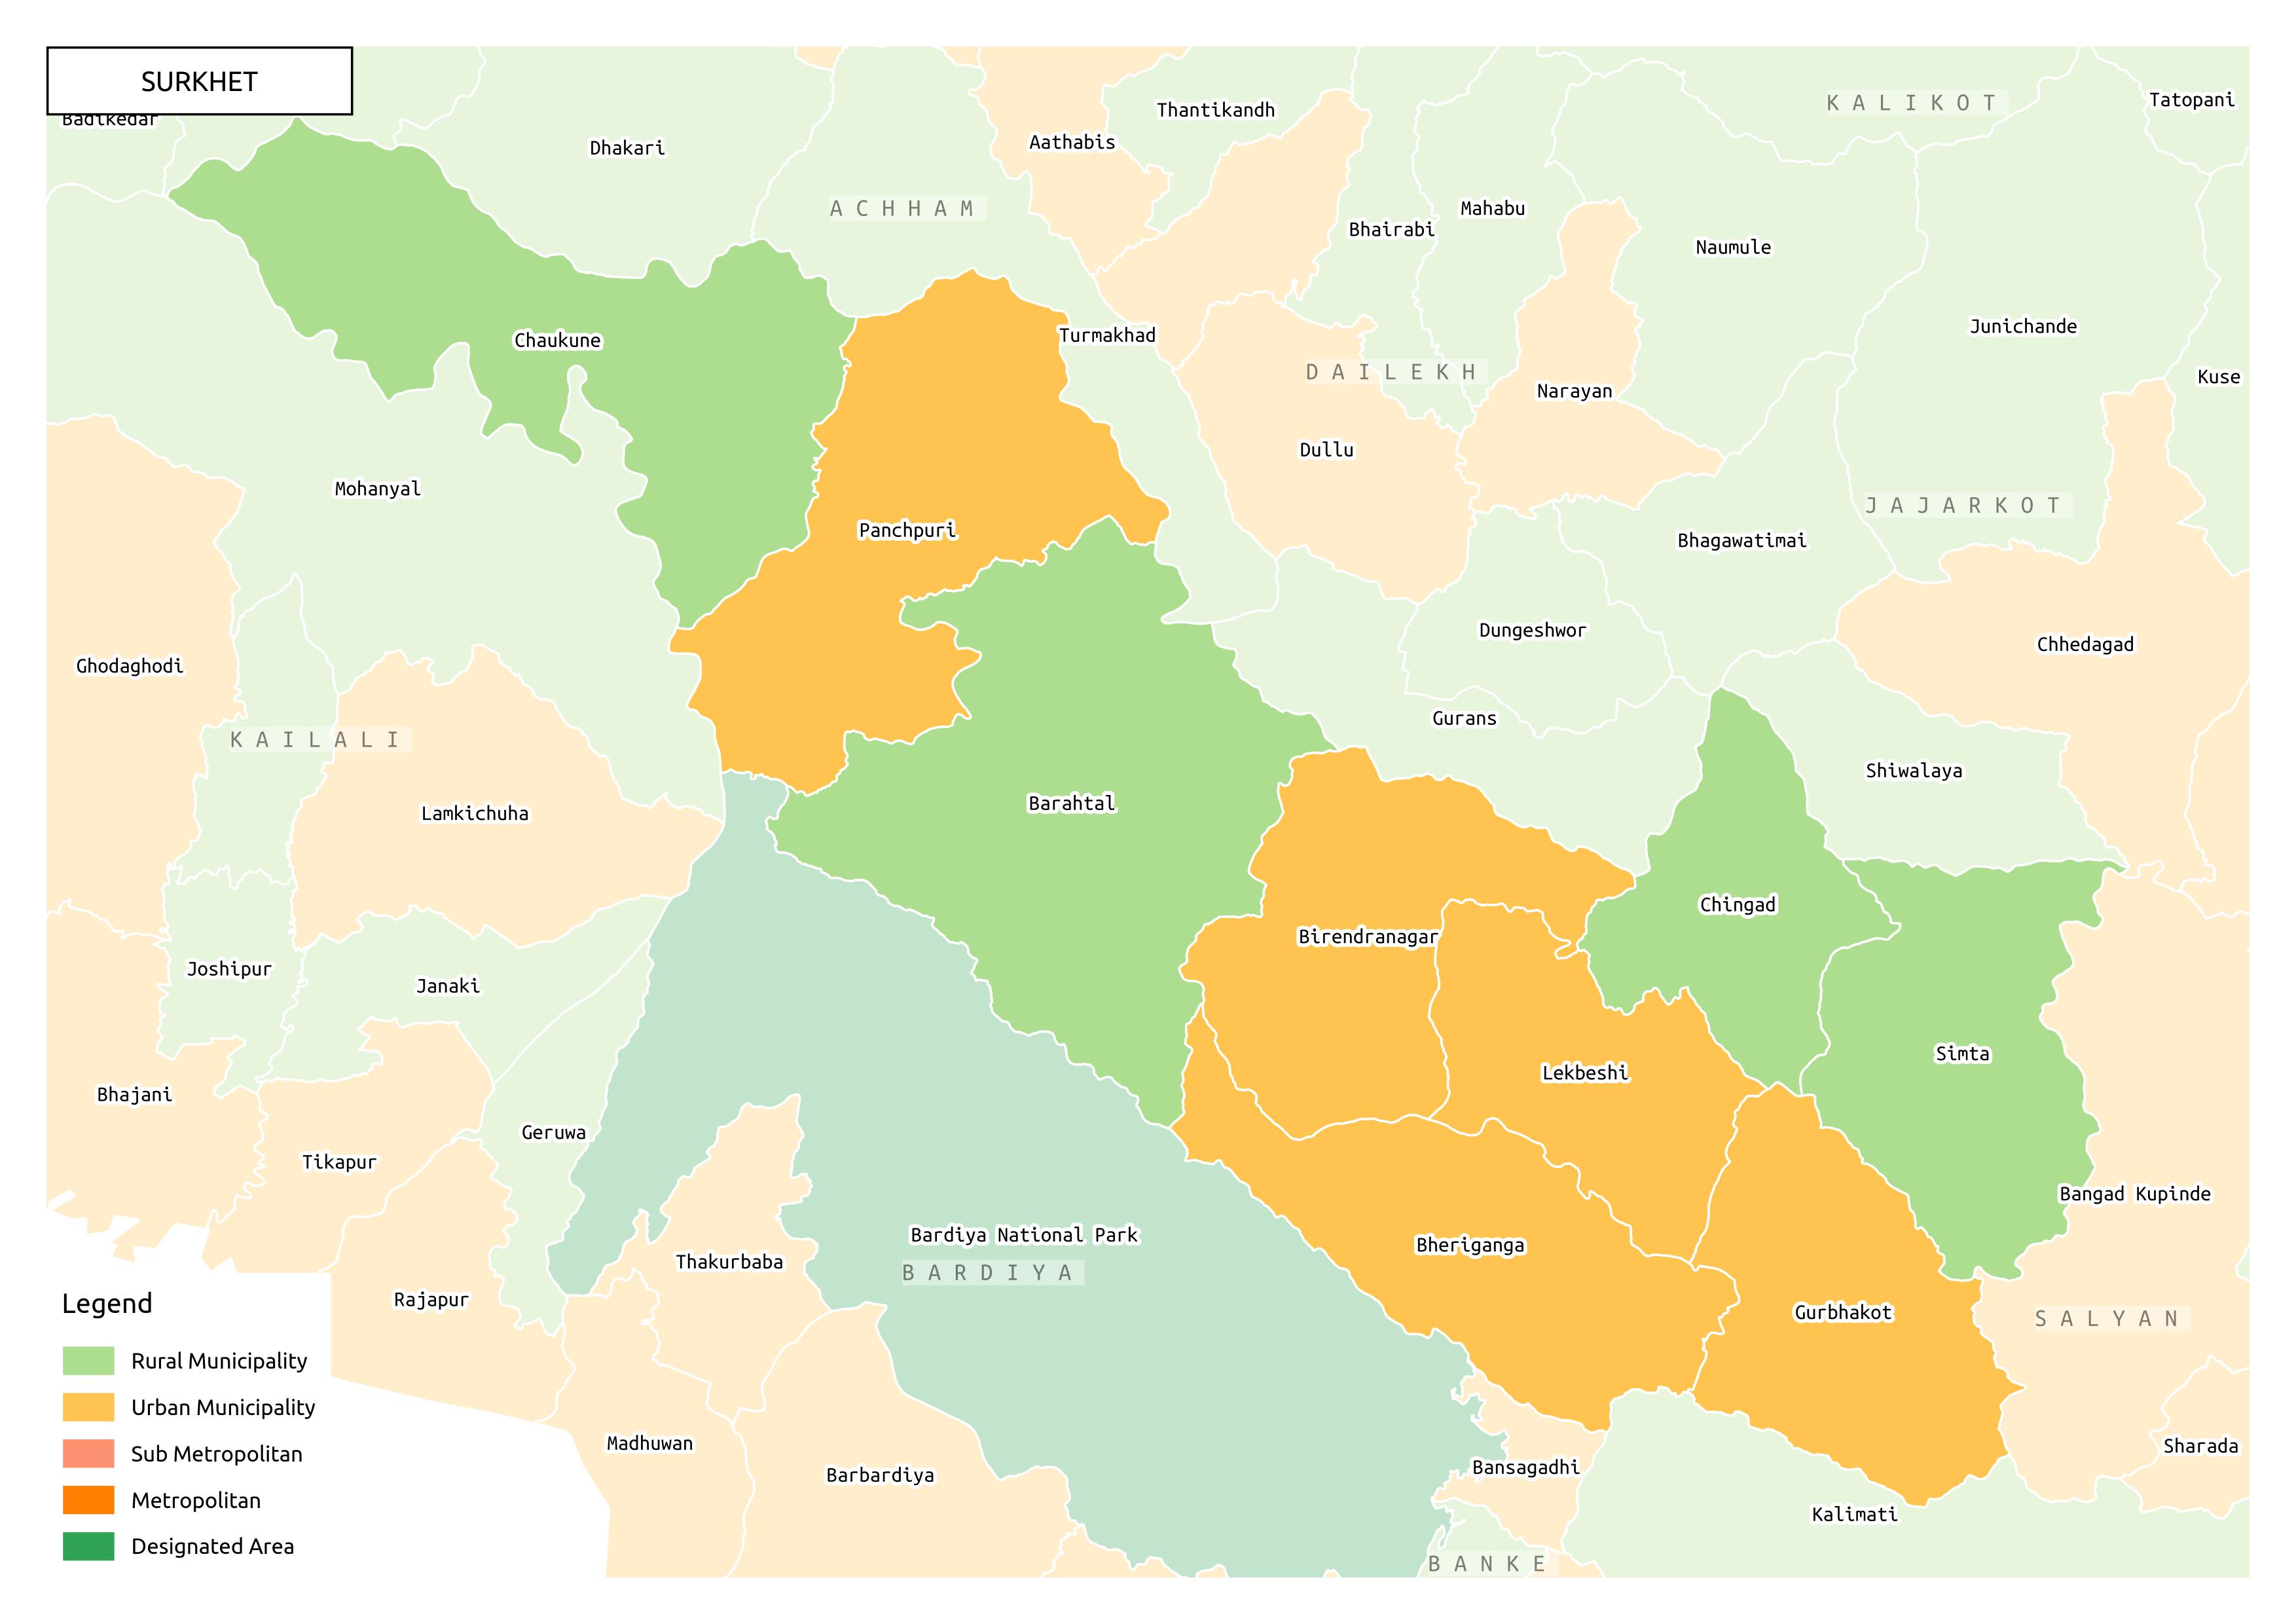 SURKHET
Badikedar
Dhakari
ACHHAM
Aathabis
Thantikandh
Bhairabi
Mahabu
KALIKOT
Tatopani
Naumule
Junichande
Kuse
Chaukune
Turmakhad
DAILEKH
Narayan
Dullu
Mohanyal
Panchpuri
JAJARKOT
Bhagawatimai
Dungeshwor
Chhedagad
Ghodaghodi
Gurans
KAILALI
Shiwalaya
Lamkichuha
Barahtal
Chingad
Birendranagar
Joshipur
Janaki
Simta
Lekbeshi
Bhajani
Geruwa
Tikapur
Bangad Kupinde
Bardiya National Park
Bheriganga
Thakurbaba
BARDIYA
Rajapur
Gurbhakot
SALYAN
Madhuwan
Barbardiya
Bansagadhi
Sharada
Kalimati
BANKE
Legend
Rural Municipality
Urban Municipality
Sub Metropolitan
Metropolitan
Designated Area